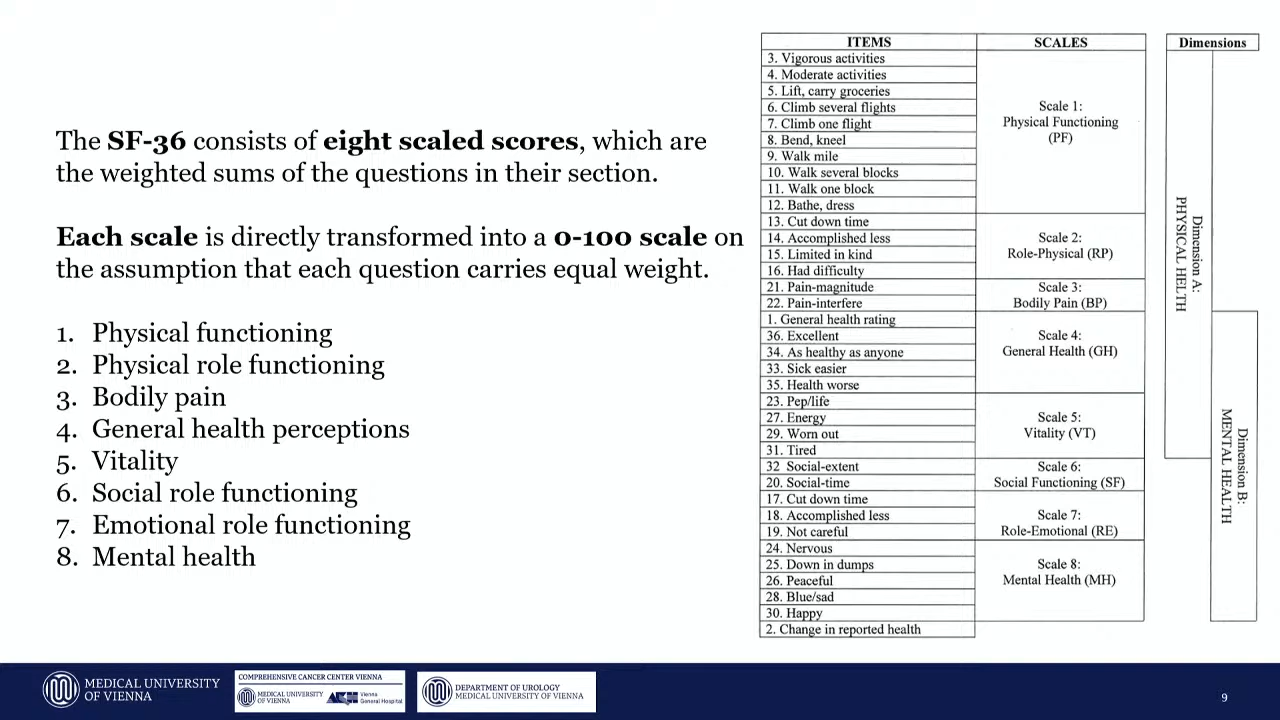 The SF-36 consists of eight scaled scores, which are
the weighted sums of the questions in their section.
Each scale is directly transformed into a 0-100 scale on
the assumption that each question carries equal weight.
1. Physical functioning
2. Physical role functioning
3. Bodily pain
4. General health perceptions
5. Vitality
6. Social role functioning
7. Emotional role functioning
8. Mental health
ITEMS
3. Vigorous activities
4. Moderate activities
5. Lift, carry groceries
6. Climb several flights
7. Climb one flight
8. Bend, kneel
9. Walk mile
10. Walk several blocks
11. Walk one block
12. Bathe, dress
13. Cut down time
14. Accomplished less
15. Limited in kind
16. Had difficulty
21. Pain-magnitude
22. Pain-interfere
1. General health rating
36. Excellent
34. As healthy as anyone
33. Sick easier
35. Health worse
23. Pep/life
27. Energy
29. Worn out
31. Tired
32 Social-extent
20. Social-time
17. Cut down time
18. Accomplished less
19. Not careful
24. Nervous
25. Down in dumps
26. Peaceful
28. Blue/sad
30. Happy
2. Change in reported health
SCALES
Scale 1:
Physical Functioning
(PF)
Scale 2:
Role-Physical (RP)
Scale 3:
Bodily Pain (BP)
Scale 4:
General Health (GH)
Scale 5:
Vitality (VT)
Scale 6:
Social Functioning (SF)
Scale 7:
Role-Emotional (RE)
Scale 8:
Mental Health (MH)
Dimensions
Dimension A:
PHYSICAL HELTH
Dimension B:
MENTAL HEALTH
MEDICAL UNIVERSITY
OF VIENNA
COMPREHENSIVE CANCER CENTER VIENNA
MEDICAL UNIVERSITY
OF VIENNA
AKH
Vienna
General Hospital
DEPARTMENT OF UROLOGY
MEDICAL UNIVERSITY OF VIENNA
9